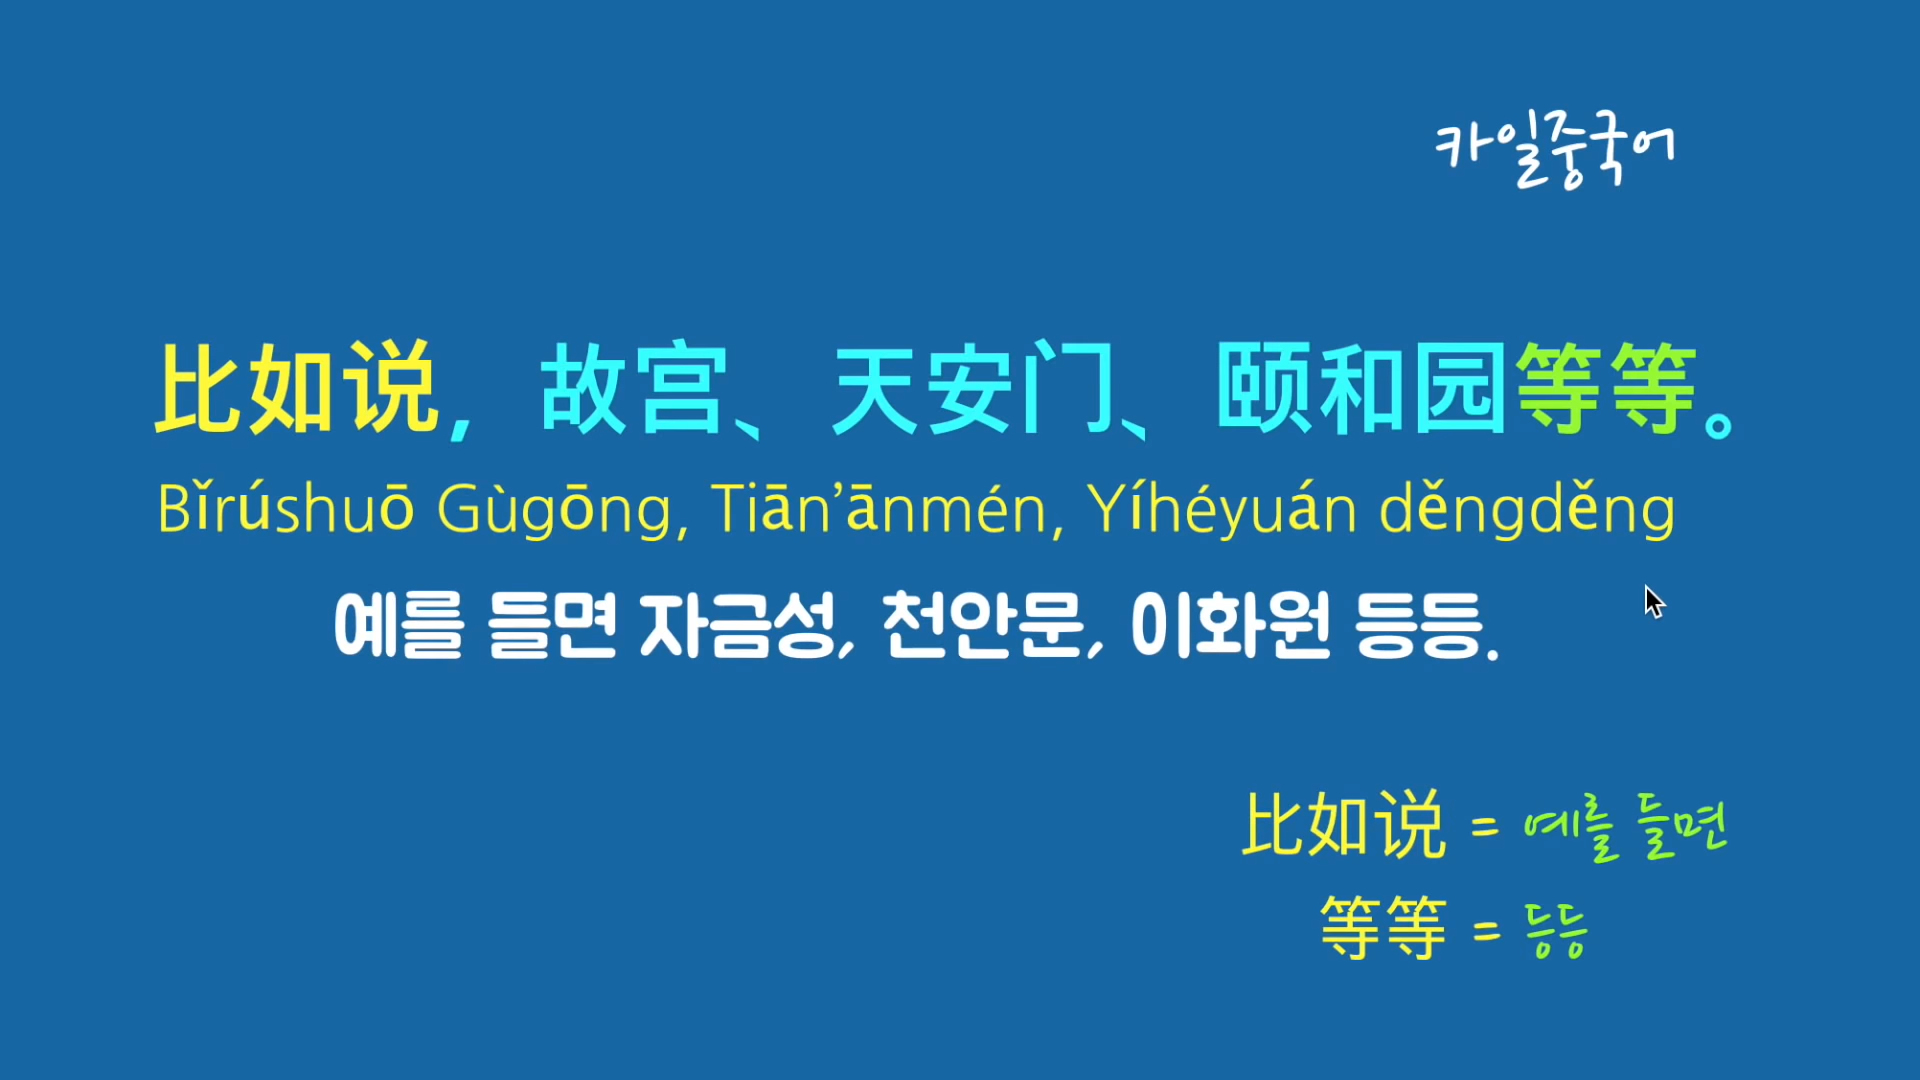 카일중국어
比如说，故宫、天安门、颐和园等等。
Bǐrúshuō Gùgōng, Tiān’ānmén, Yíhéyuán děngděng
예를 들면 자금성, 천안문, 이화원 등등.
比如说 = 예를 들면
等等 = 등등